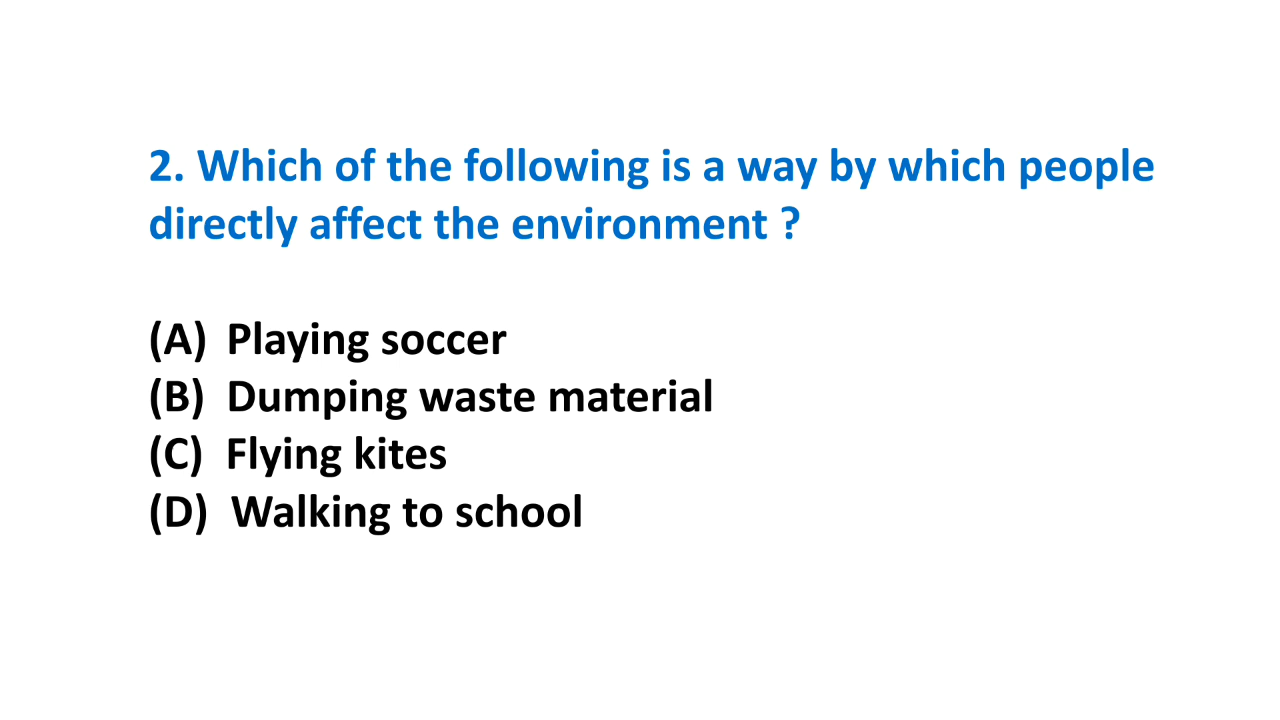 2. Which of the following is a way by which people
directly affect the environment ?
(A) Playing soccer
(B) Dumping waste material
(C) Flying kites
(D) Walking to school